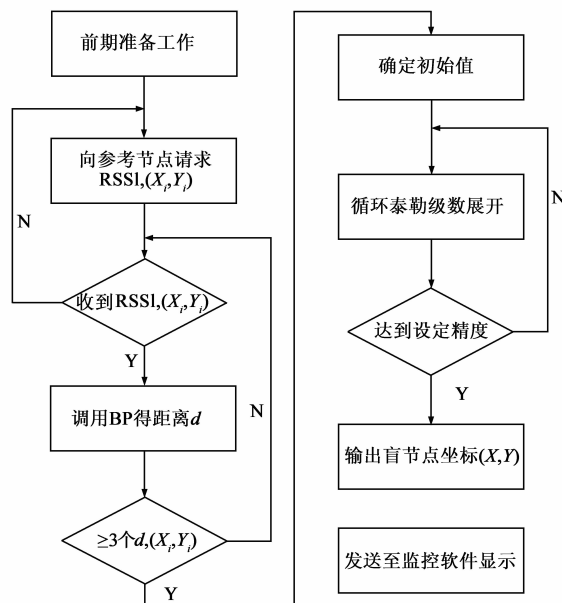 前期准备工作
向参考节点请求
RSSl,(Xi,Yi)
N
收到RSSl,(Xi,Yi)
Y
调用BP得距离d
N
≥3个d,(Xi,Yi)
Y
确定初始值
循环泰勒级数展开
N
达到设定精度
Y
输出盲节点坐标(X,Y)
发送至监控软件显示